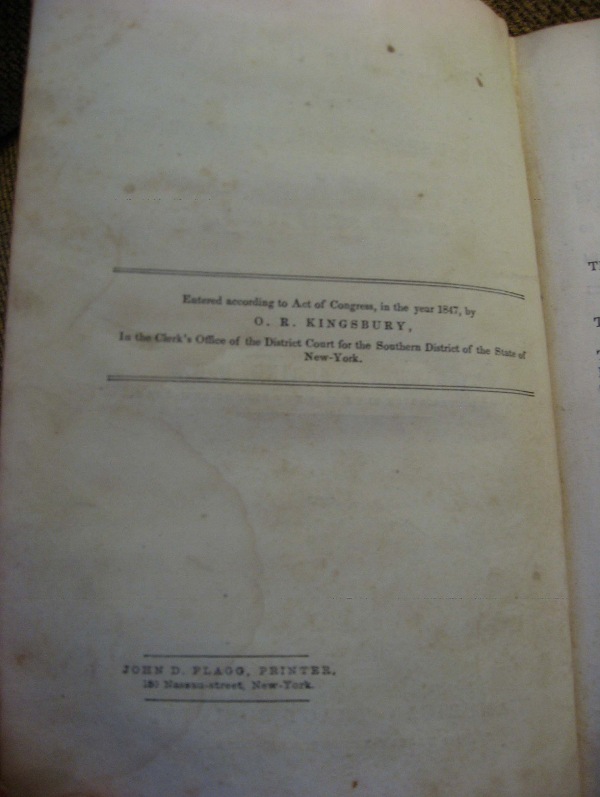 Entered according to Act of Congress, in the year 1847, by
O. R. KINGSBURY,
In the Clerk's Office of the District Court for the Southern District of the State of
New-York.
JOHN D. FLAGG, PRINTER.
Nassau-street, New-York.